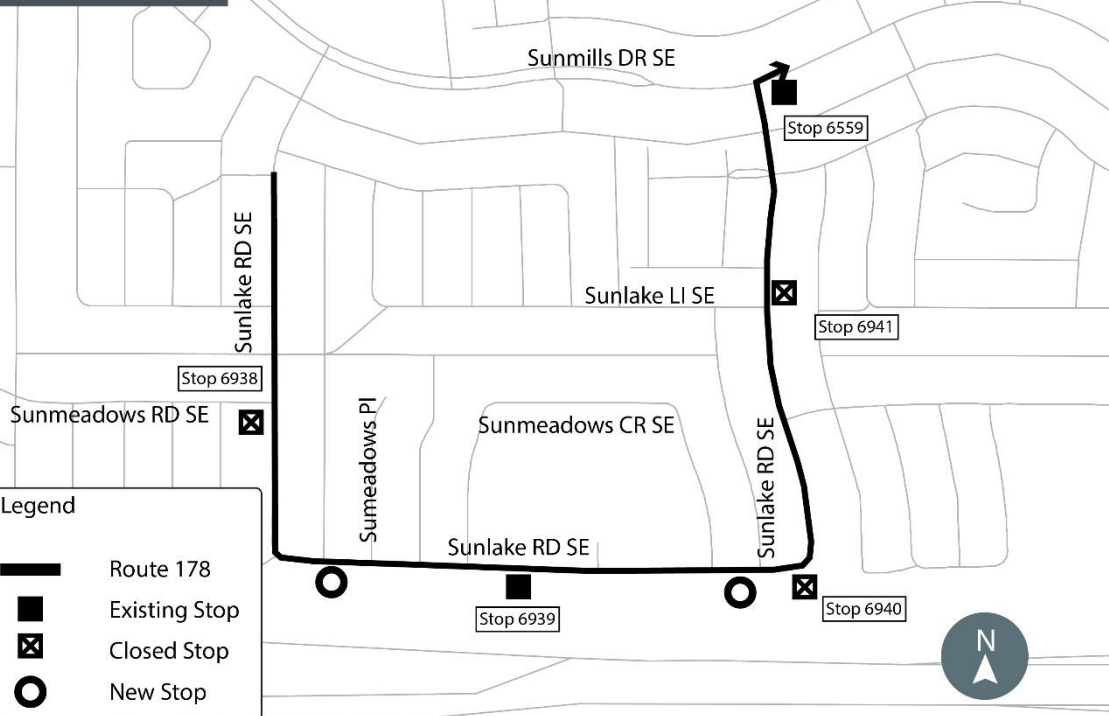 Sunmills DR SE
Stop 6559
Sunlake RD SE
Sunlake LI SE
Stop 6941
Stop 6938
Sunmeadows RD SE
Sumeadows Pl
Sunmeadows CR SE
Sunlake RD SE
Sunlake RD SE
Stop 6939
Stop 6940
Legend
Route 178
Existing Stop
Closed Stop
New Stop
N